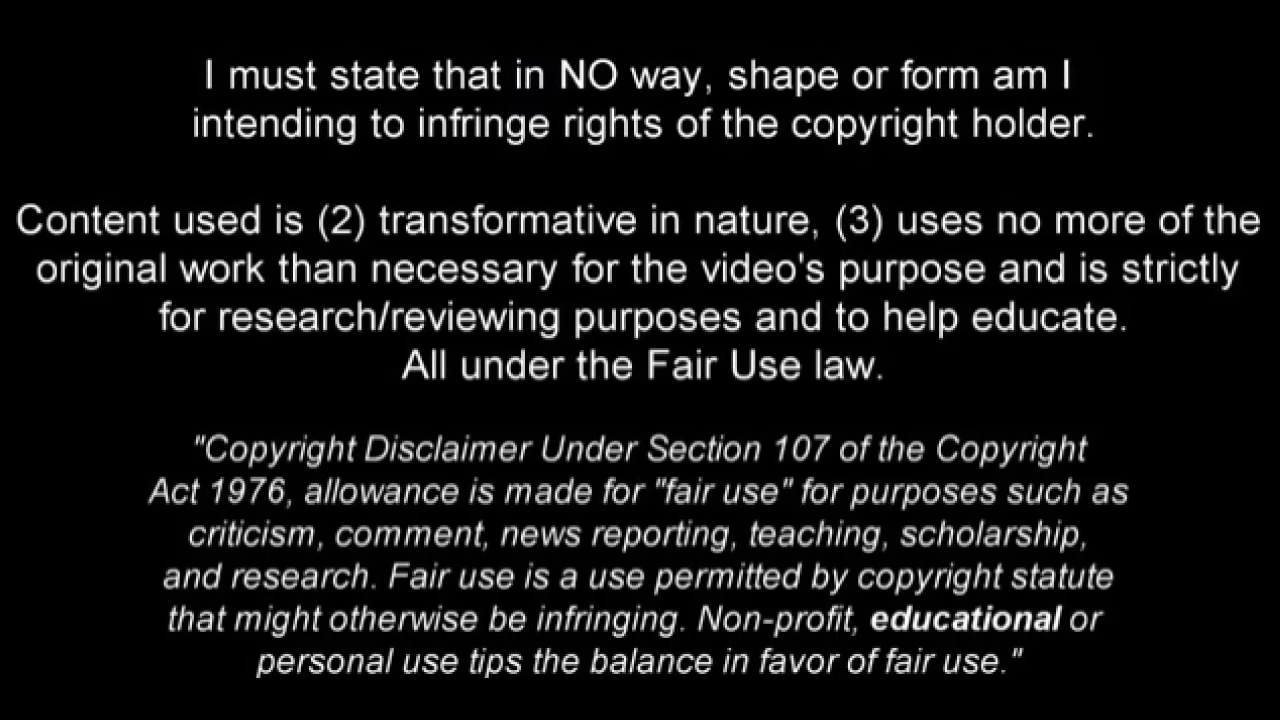 I must state that in NO way, shape or form am I
intending to infringe rights of the copyright holder.
Content used is (2) transformative in nature, (3) uses no more of the
original work than necessary for the video's purpose and is strictly
for research/reviewing purposes and to help educate.
All under the Fair Use law.
"Copyright Disclaimer Under Section 107 of the Copyright
Act 1976, allowance is made for "fair use" for purposes such as
criticism, comment, news reporting, teaching, scholarship,
and research. Fair use is a use permitted by copyright statute
that might otherwise be infringing. Non-profit, educational or
personal use tips the balance in favor of fair use."